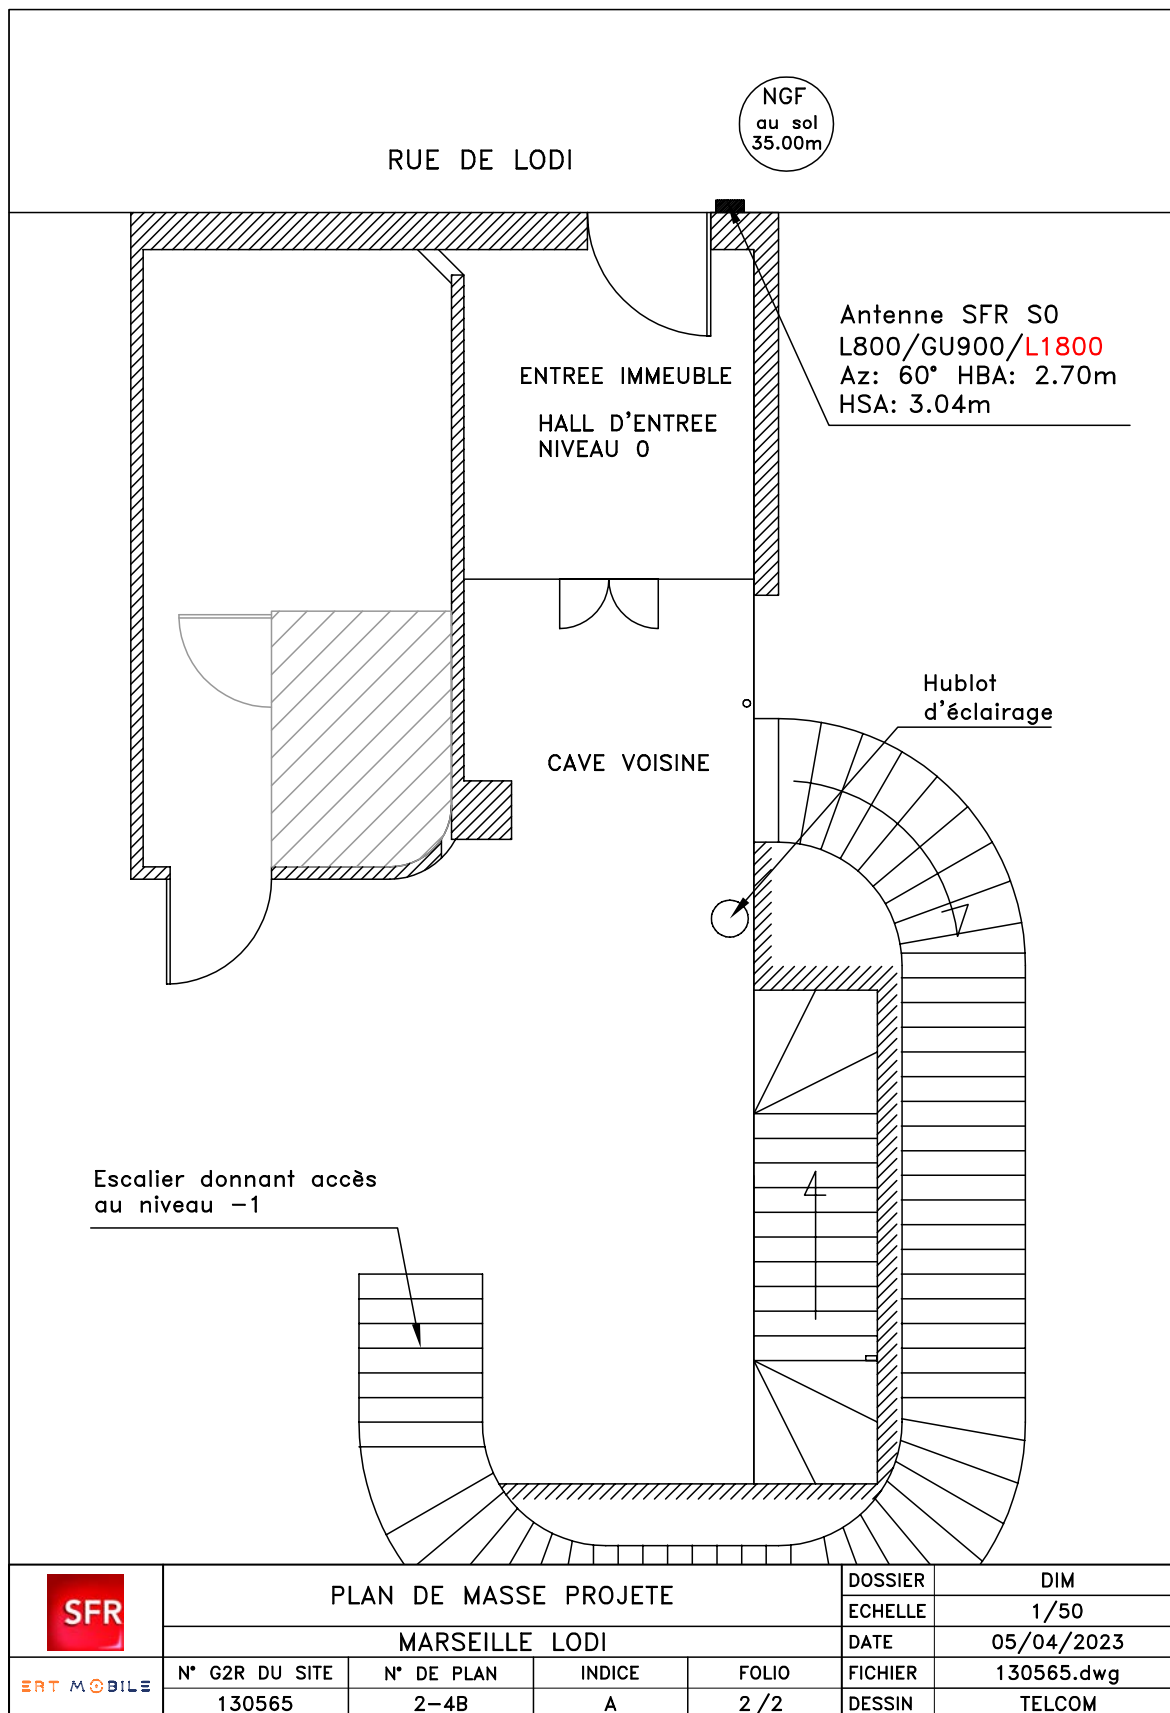 NGF
au sol
35.00m
RUE DE LODI
Antenne SFR S0
L800/GU900/L1800
Az: 60° HBA: 2.70m
HSA: 3.04m
ENTREE IMMEUBLE
HALL D'ENTREE
NIVEAU 0
Hublot
d'éclairage
CAVE VOISINE
Escalier donnant accès
au niveau -1
SFR
ERT MOBILE
PLAN DE MASSE PROJETE
MARSEILLE LODI
N° G2R DU SITE
130565
N° DE PLAN
2-4B
INDICE
A
FOLIO
2/2
DOSSIER DIM
ECHELLE 1/50
DATE 05/04/2023
FICHIER 130565.dwg
DESSIN TELCOM